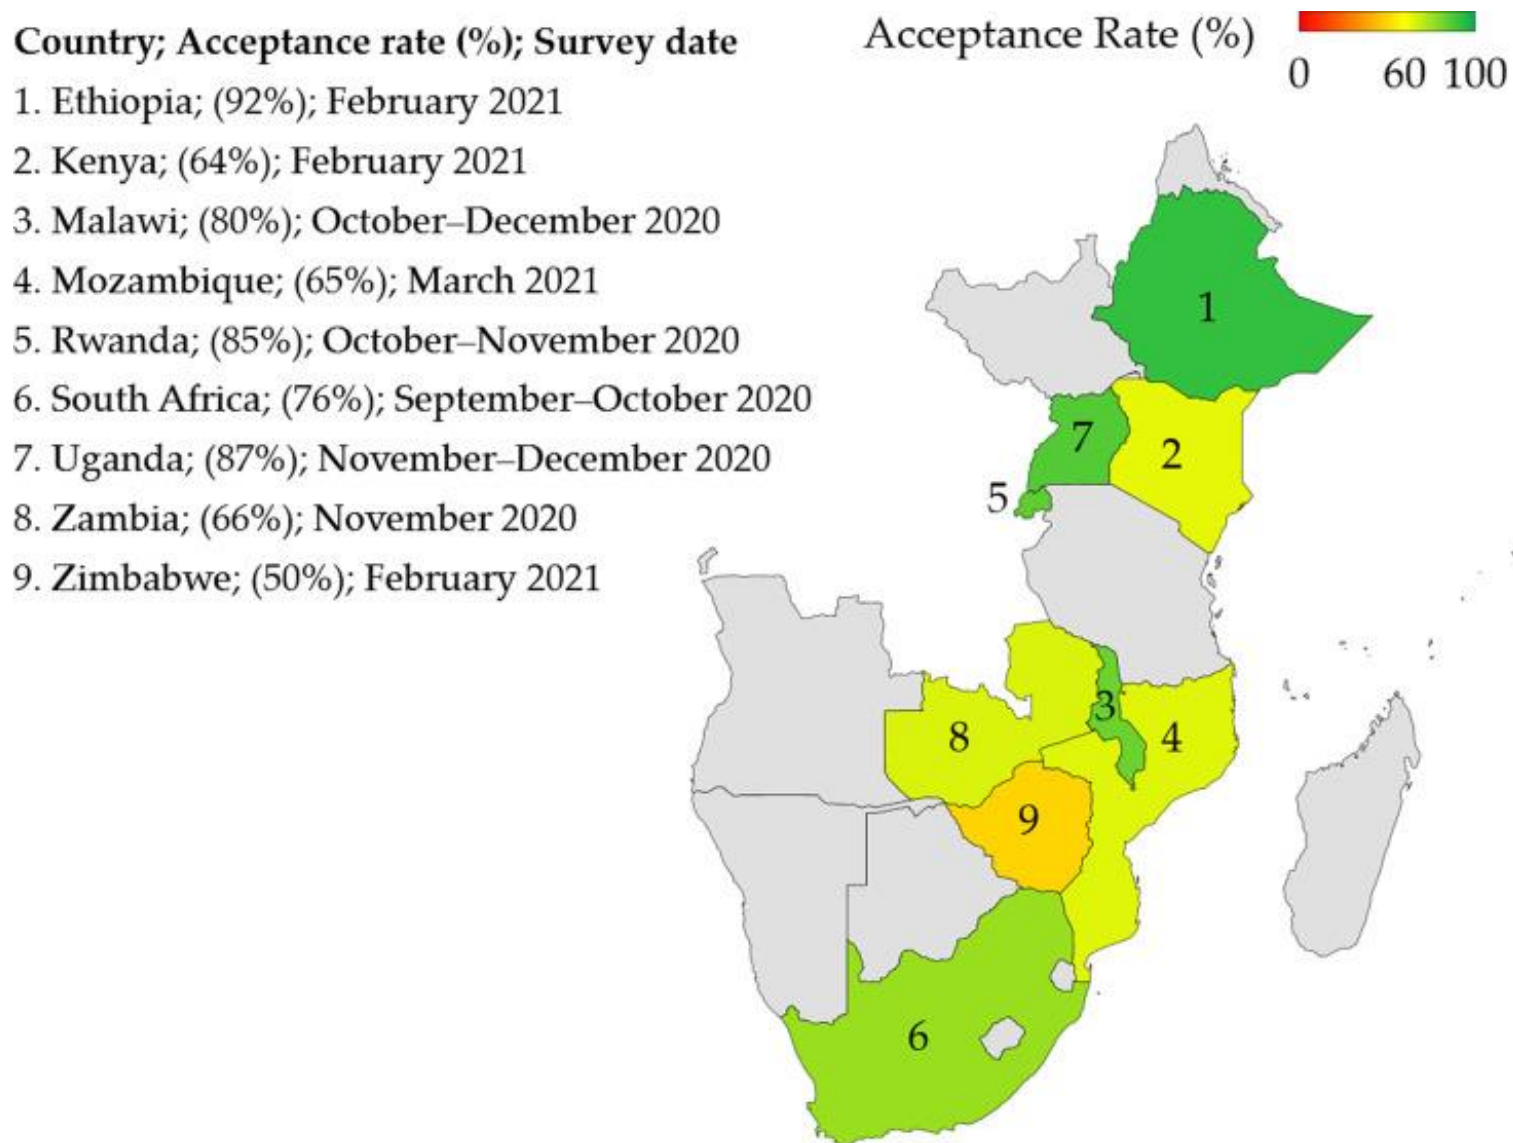 Country; Acceptance rate (%); Survey date
1. Ethiopia; (92%); February 2021
2. Kenya; (64%); February 2021
3. Malawi; (80%); October–December 2020
4. Mozambique; (65%); March 2021
5. Rwanda; (85%); October–November 2020
6. South Africa; (76%); September–October 2020
7. Uganda; (87%); November–December 2020
8. Zambia; (66%); November 2020
9. Zimbabwe; (50%); February 2021
Acceptance Rate (%)
0 60 100
1
7
2
5
3
8
4
9
6